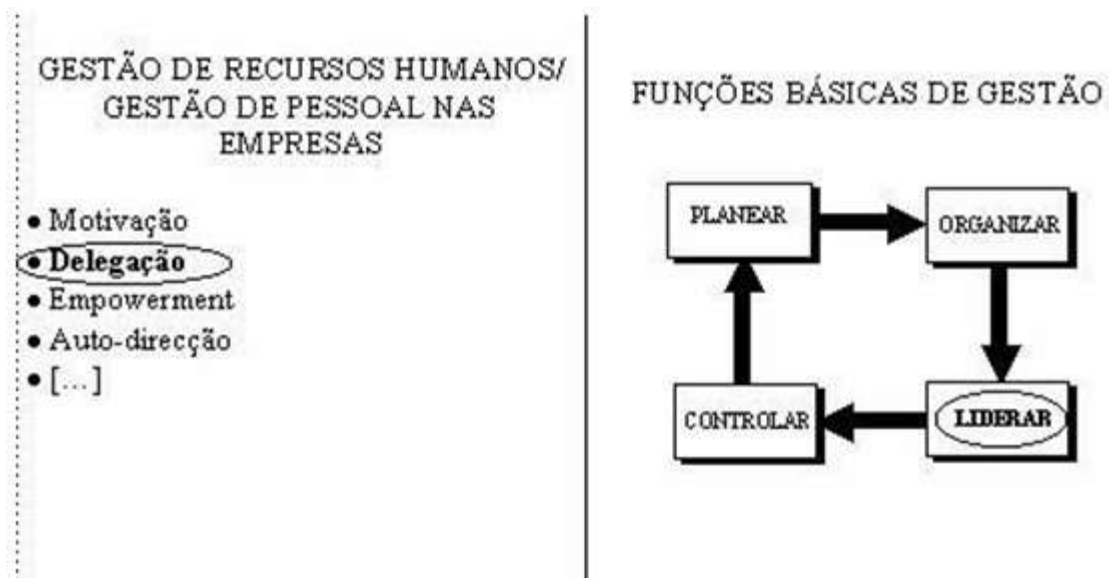 GESTÃO DE RECURSOS HUMANOS/
GESTÃO DE PESSOAL NAS
EMPRESAS
• Motivação
• Delegação
• Empowerment
• Auto-direcção
• [...]
FUNÇÕES BÁSICAS DE GESTÃO
PLANEAR
ORGANIZAR
CONTROLAR
LIDERAR